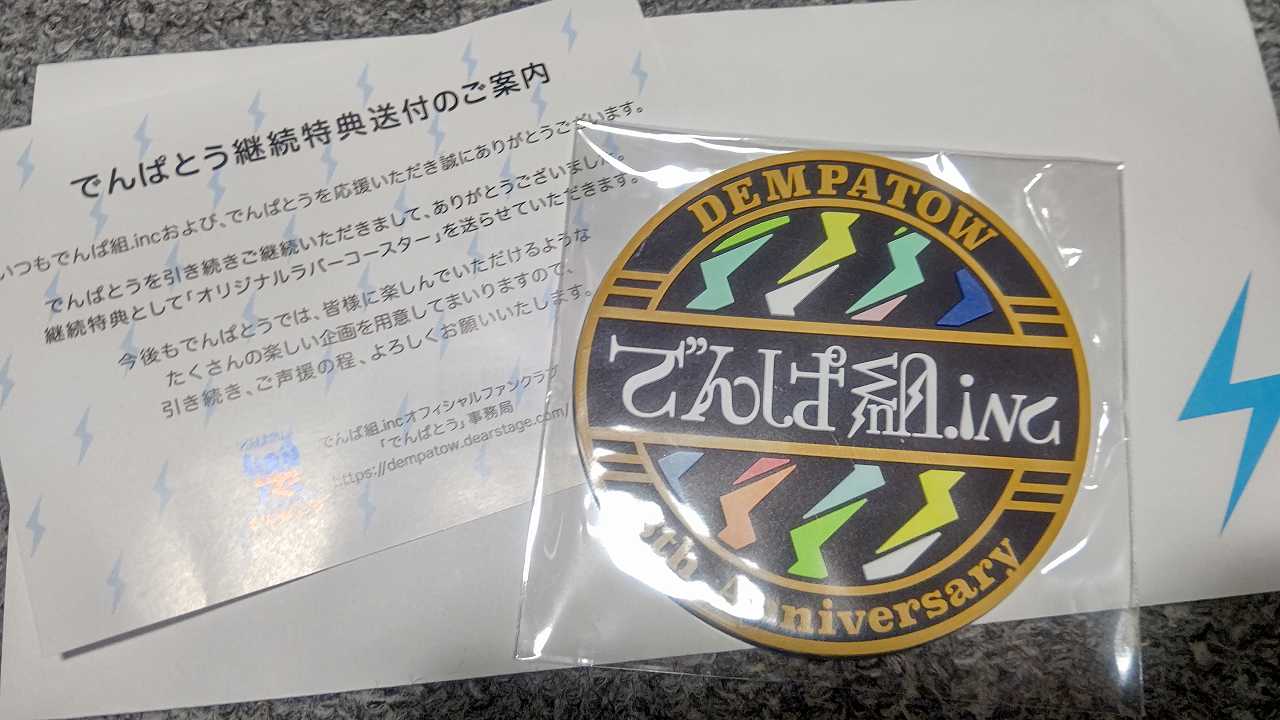 でんぱとう継続特典送付のご案内
いつもでんぱ組.incおよび、でんぱとうを応援いただき誠にありがとうございます。
でんぱとうを引き続きご継続いただきまして、ありがとうございました。
継続特典として「オリジナルラバーコースター」を送らせていただきます。
今後もでんぱとうでは、皆様に楽しんでいただけるような
たくさんの楽しい企画を用意してまいりますので、
引き続き、ご声援の程、よろしくお願いいたします。
でんぱ組.incオフィシャルファンクラブ
「でんぱとう」事務局
https://dempatow.dearstage.com/
DEMPATOW
でんぱ組.inc
th Anniversary